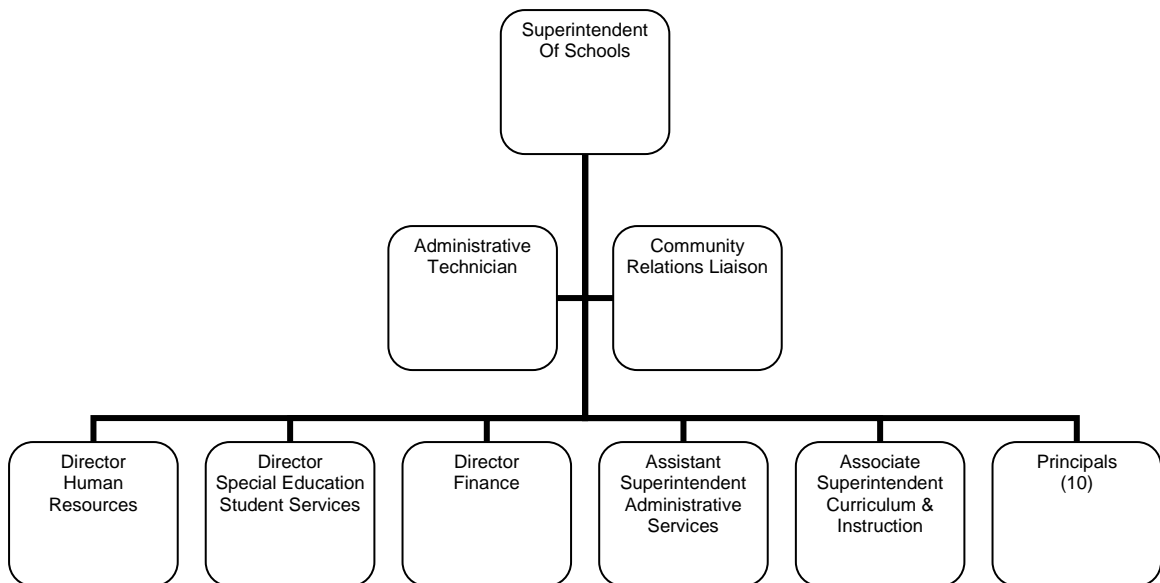 Superintendent
Of Schools
Administrative
Technician
Community
Relations Liaison
Director
Human
Resources
Director
Special Education
Student Services
Director
Finance
Assistant
Superintendent
Administrative
Services
Associate
Superintendent
Curriculum &
Instruction
Principals
(10)